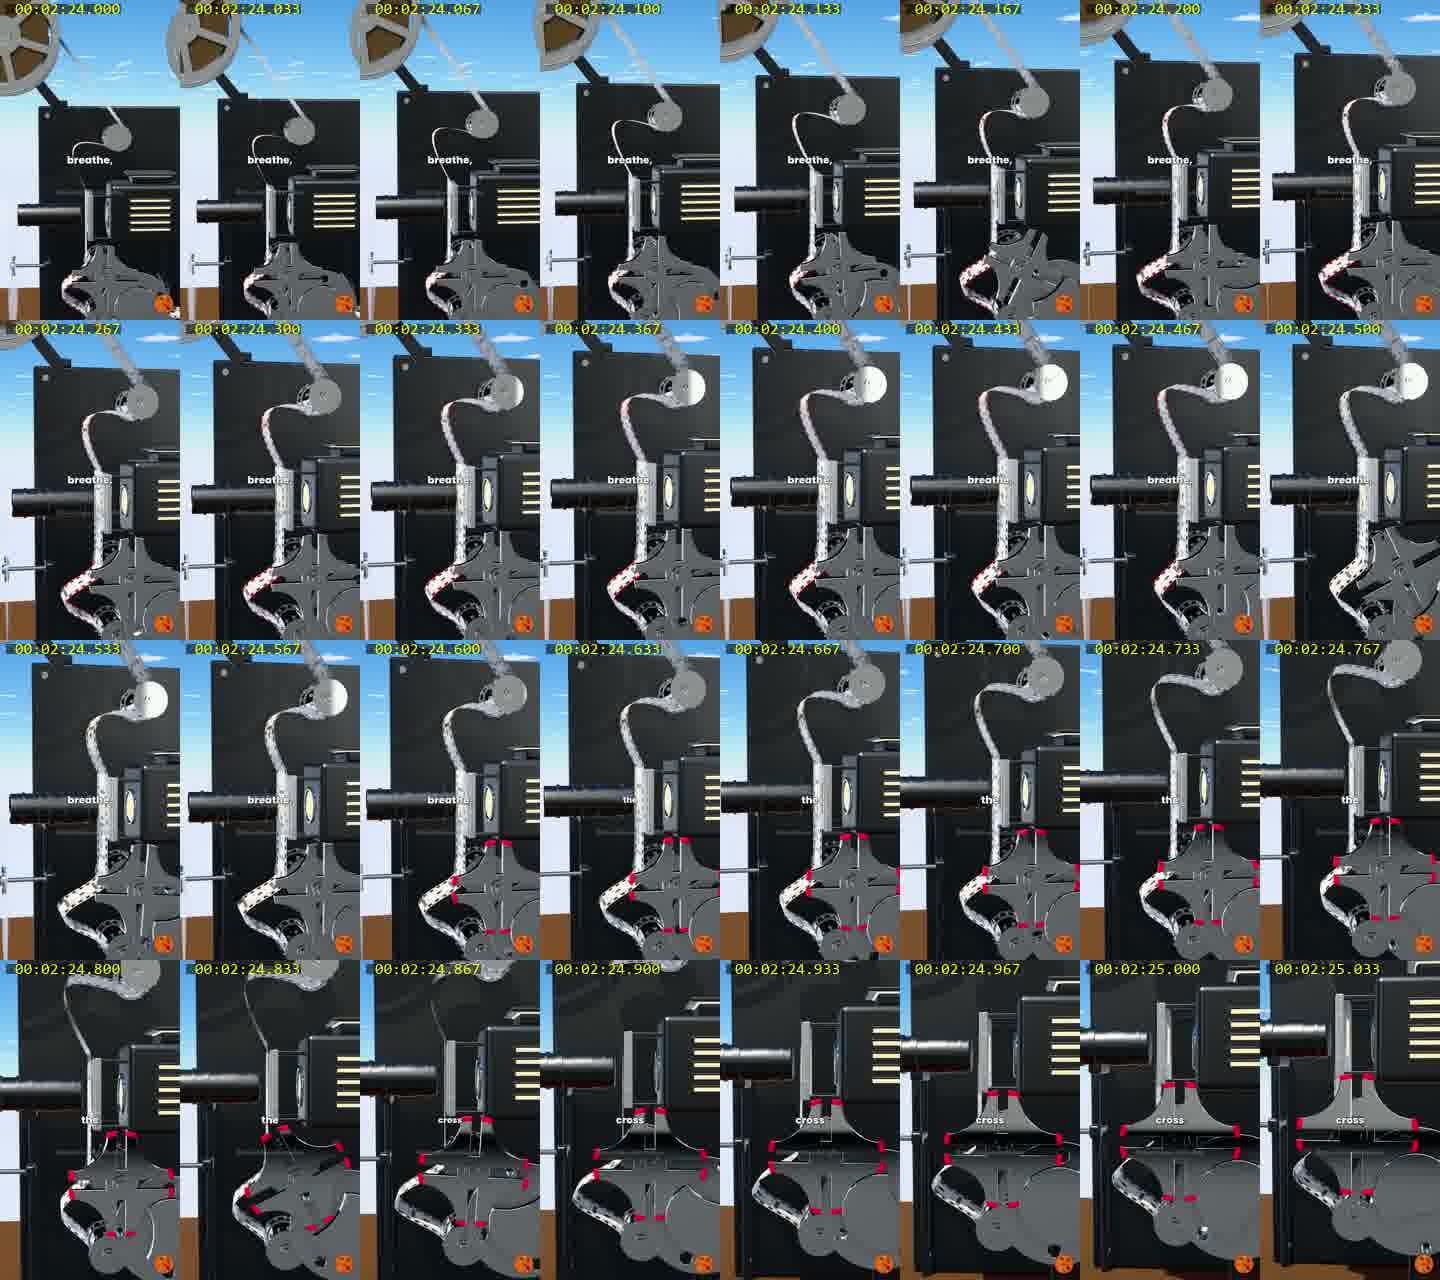 00:02:24.000 00:02:24.033 00:02:24.067 00:02:24.100 00:02:24.133 00:02:24.167 00:02:24.200 00:02:24.233
breathe, breathe, breathe, breathe, breathe, breathe, breathe, breathe,
00:02:24.267 00:02:24.300 00:02:24.333 00:02:24.367 00:02:24.400 00:02:24.433 00:02:24.467 00:02:24.500
breathe, breathe, breathe, breathe, breathe, breathe, breathe, breathe,
00:02:24.533 00:02:24.567 00:02:24.600 00:02:24.633 00:02:24.667 00:02:24.700 00:02:24.733 00:02:24.767
breathe, breathe, breathe, the the the the the
00:02:24.800 00:02:24.833 00:02:24.867 00:02:24.900 00:02:24.933 00:02:24.967 00:02:25.000 00:02:25.033
the the cross cross cross cross cross cross